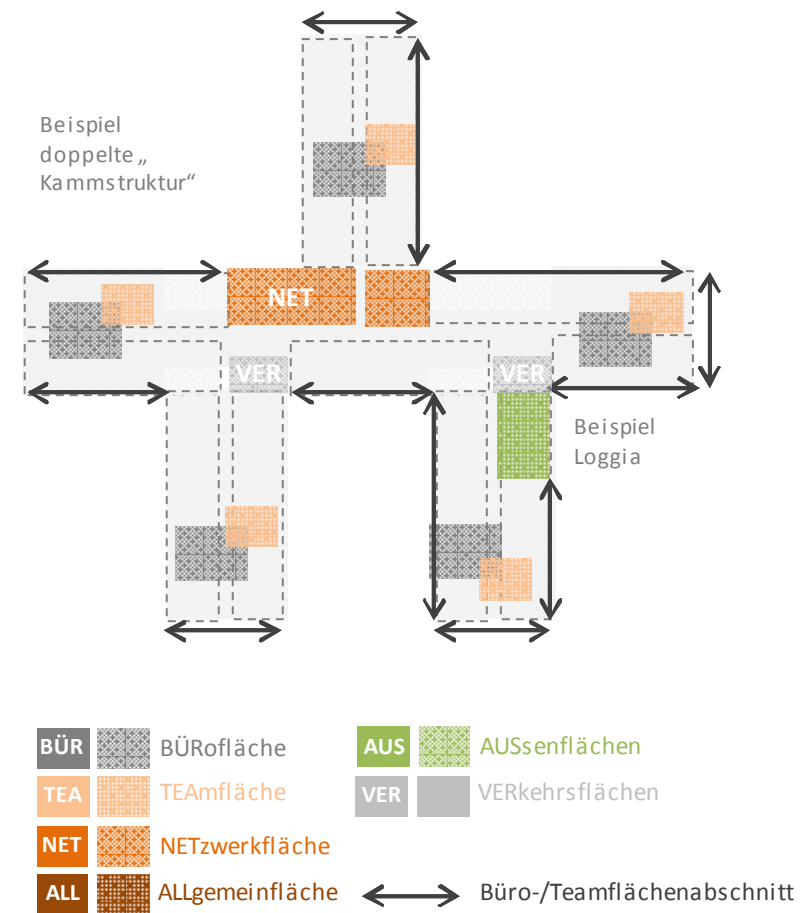 Beispiel
doppelte „
Kammstruktur“
NET
VER
VER
Beispiel
Loggia
BÜR BÜRofläche
AUS AUSsenflächen
TEA TEAmfläche
VER VERkehrsflächen
NET NETzwerkfläche
ALL ALLgemeinfläche
Büro-/Teamflächenabschnitt